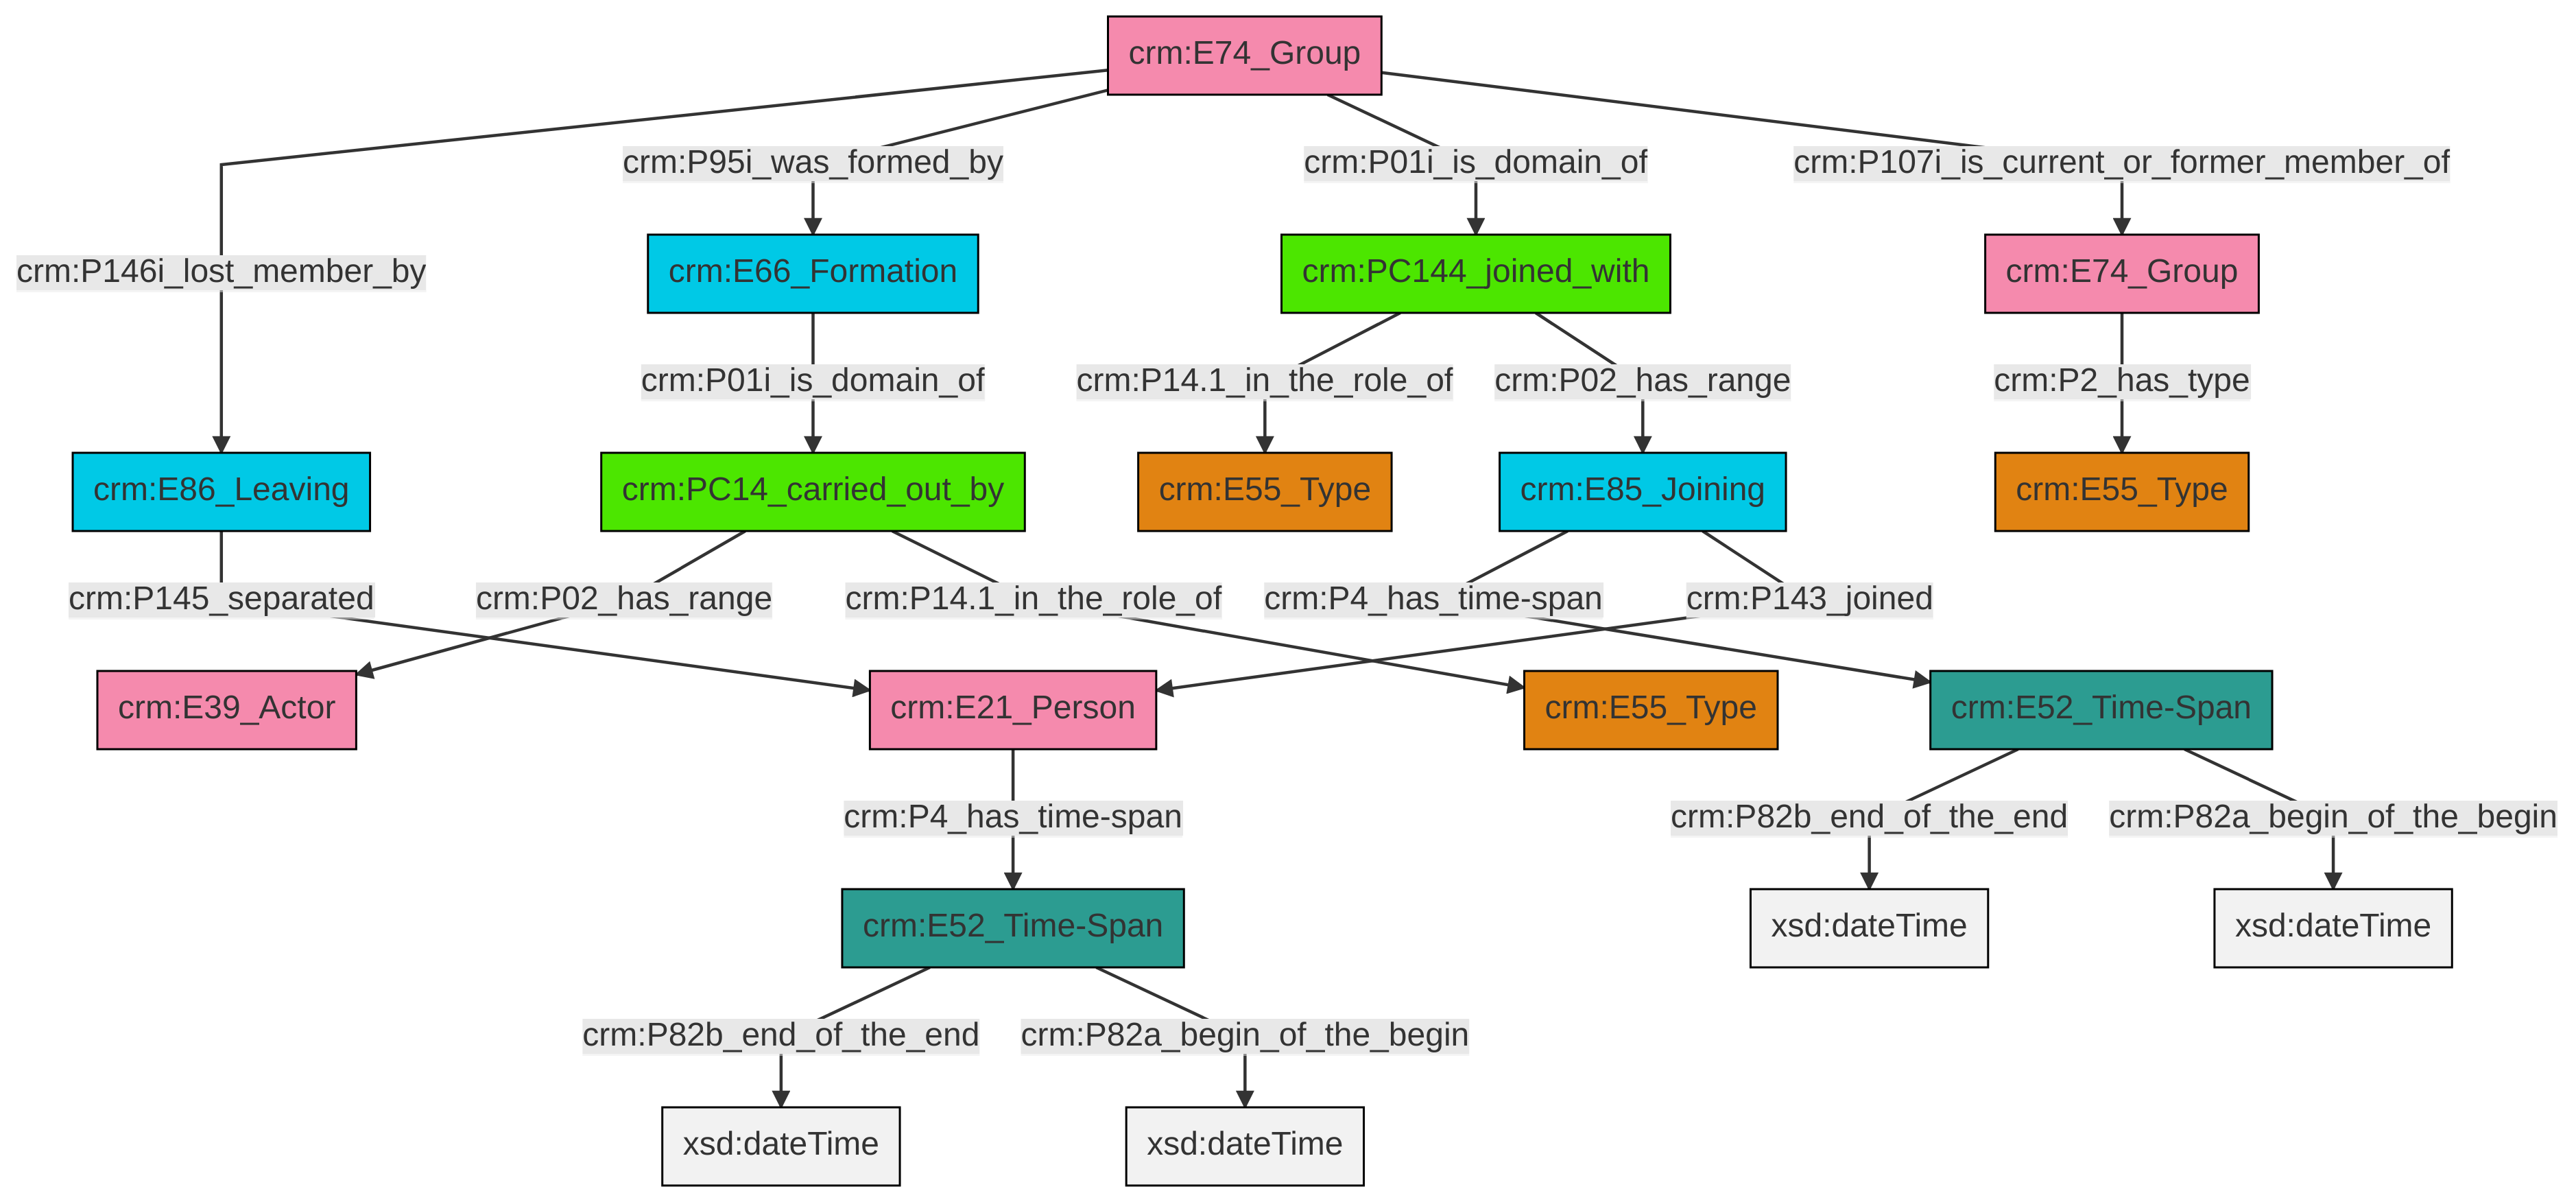 crm:E74_Group
crm:P95i_was_formed_by
crm:P01i_is_domain_of
crm:P107i_is_current_or_former_member_of
crm:P146i_lost_member_by
crm:E66_Formation
crm:PC144_joined_with
crm:E74_Group
crm:P01i_is_domain_of
crm:P14.1_in_the_role_of
crm:P02_has_range
crm:P2_has_type
crm:E86_Leaving
crm:PC14_carried_out_by
crm:E55_Type
crm:E85_Joining
crm:E55_Type
crm:P145_separated
crm:P02_has_range
crm:P14.1_in_the_role_of
crm:P4_has_time-span
crm:P143_joined
crm:E39_Actor
crm:E21_Person
crm:E55_Type
crm:E52_Time-Span
crm:P4_has_time-span
crm:P82b_end_of_the_end
crm:P82a_begin_of_the_begin
crm:E52_Time-Span
xsd:dateTime
xsd:dateTime
crm:P82b_end_of_the_end
crm:P82a_begin_of_the_begin
xsd:dateTime
xsd:dateTime